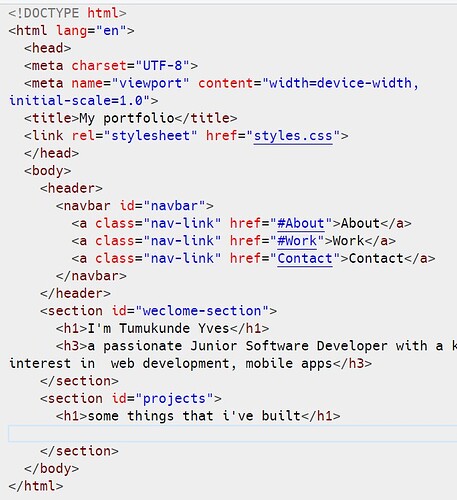 <!DOCTYPE html>
<html lang="en">
<head>
<meta charset="UTF-8">
<meta name="viewport" content="width=device-width,
initial-scale=1.0">
<title>My portfolio</title>
<link rel="stylesheet" href="styles.css">
</head>
<body>
<header>
<navbar id="navbar">
<a class="nav-link" href="#About">About</a>
<a class="nav-link" href="#Work">Work</a>
<a class="nav-link" href="Contact">Contact</a>
</navbar>
</header>
<section id="weclome-section">
<h1>I'm Tumukunde Yves</h1>
<h3>a passionate Junior Software Developer with a k
interest in  web development, mobile apps</h3>
</section>
<section id="projects">
<h1>some things that i've built</h1>
</section>
</body>
</html>